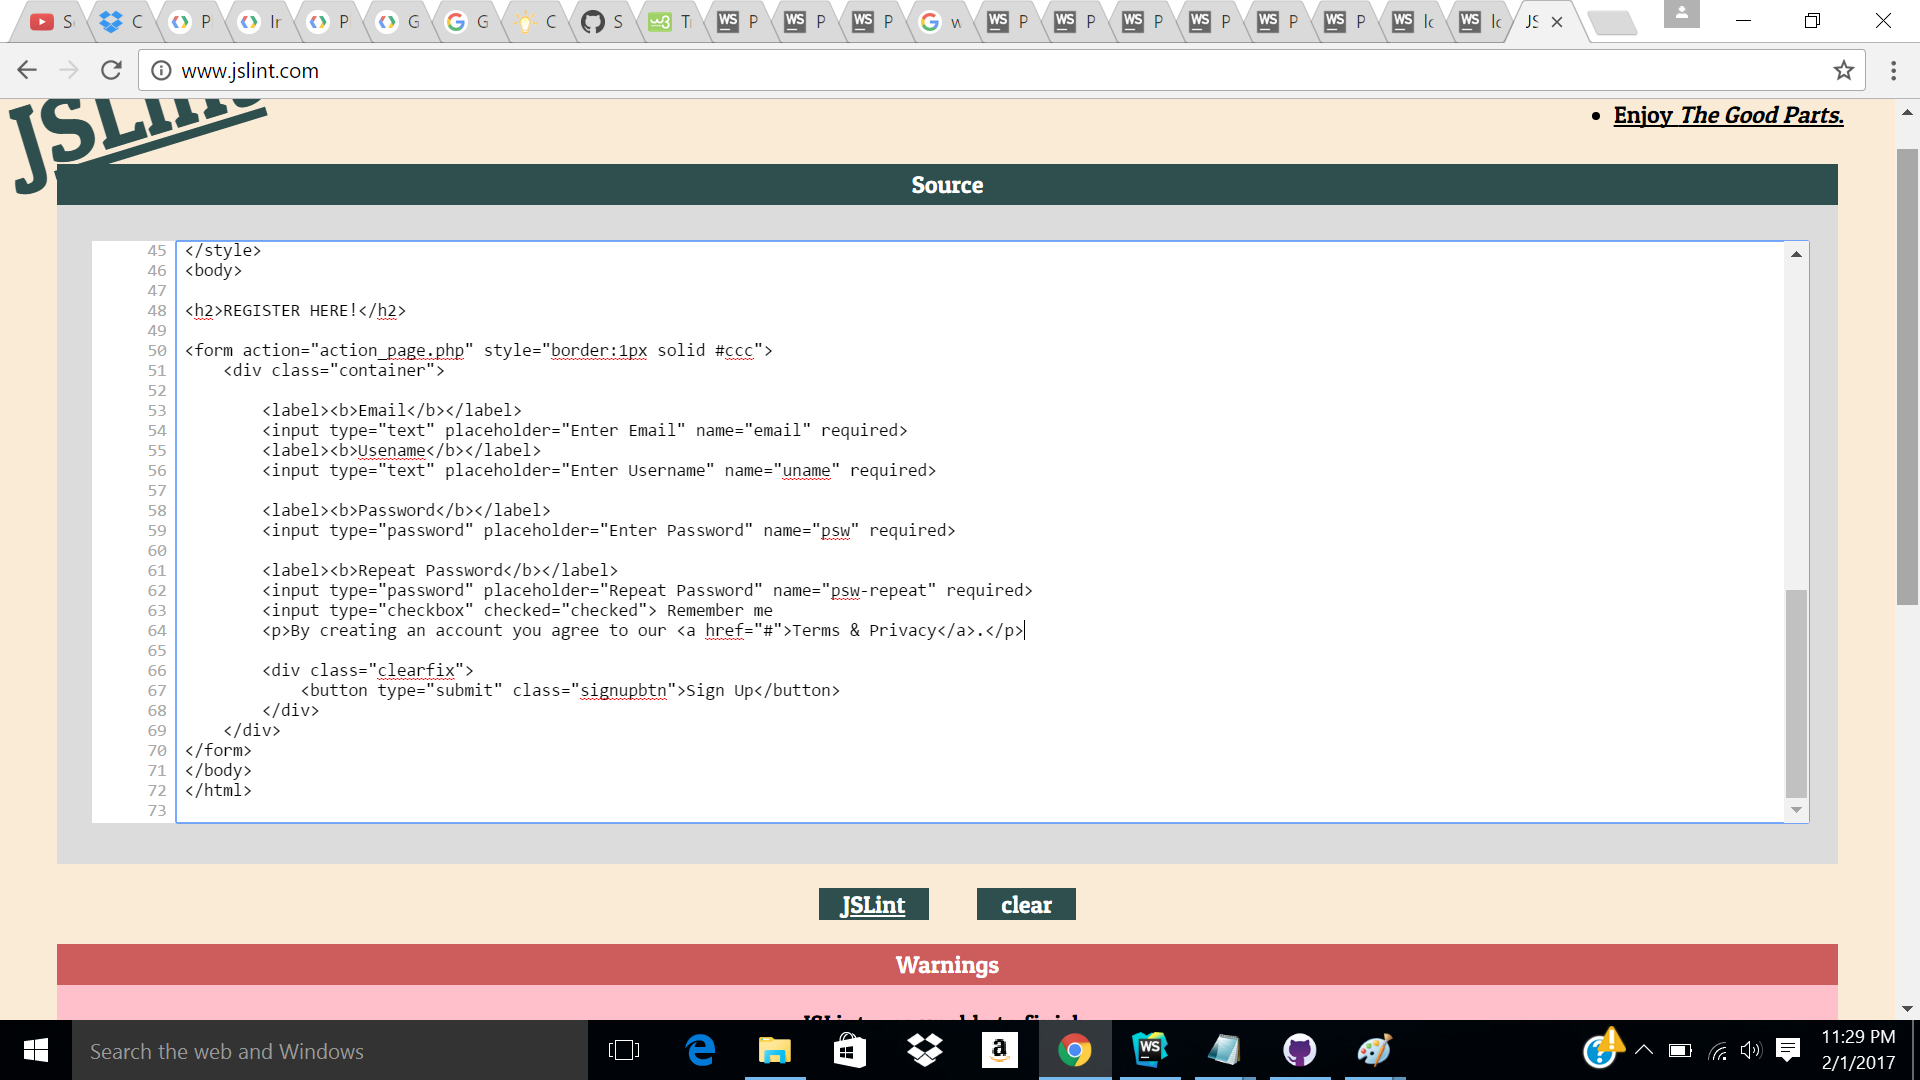 S
C
P
Ir
P
G
G
C
S
Tr
P
P
P
w
P
P
P
P
P
P
lc
lc
JS
www.jslint.com
JSLint
Enjoy The Good Parts.
Source
45 </style>
46 <body>
47
48 <h2>REGISTER HERE!</h2>
49
50 <form action="action_page.php" style="border:1px solid #ccc">
51 <div class="container">
52
53 <label><b>Email</b></label>
54 <input type="text" placeholder="Enter Email" name="email" required>
55 <label><b>Usename</b></label>
56 <input type="text" placeholder="Enter Username" name="uname" required>
57
58 <label><b>Password</b></label>
59 <input type="password" placeholder="Enter Password" name="psw" required>
60
61 <label><b>Repeat Password</b></label>
62 <input type="password" placeholder="Repeat Password" name="psw-repeat" required>
63 <input type="checkbox" checked="checked"> Remember me
64 <p>By creating an account you agree to our <a href="#">Terms & Privacy</a>.</p>
65
66 <div class="clearfix">
67 <button type="submit" class="signupbtn">Sign Up</button>
68 </div>
69 </div>
70 </form>
71 </body>
72 </html>
73
JSLint clear
Warnings
Search the web and Windows
11:29 PM
2/1/2017